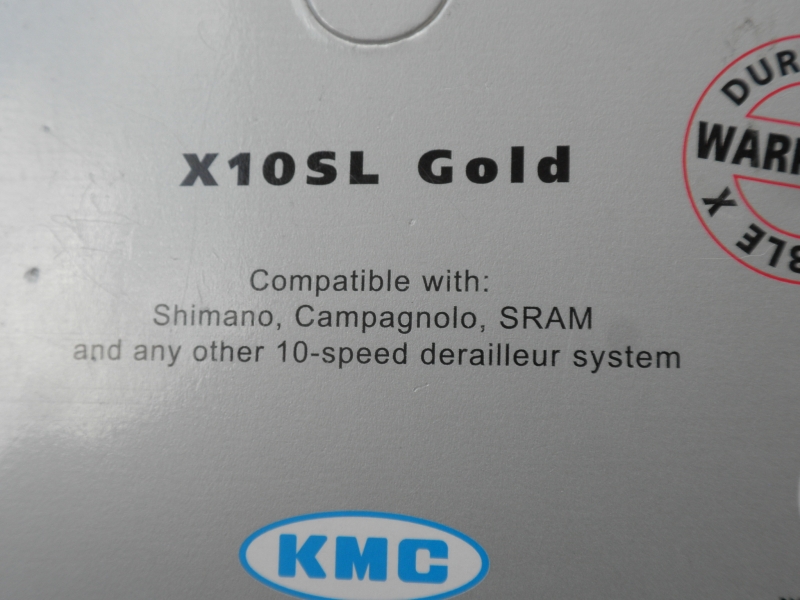 X10SL Gold
Compatible with:
Shimano, Campagnolo, SRAM
and any other 10-speed derailleur system
KMC